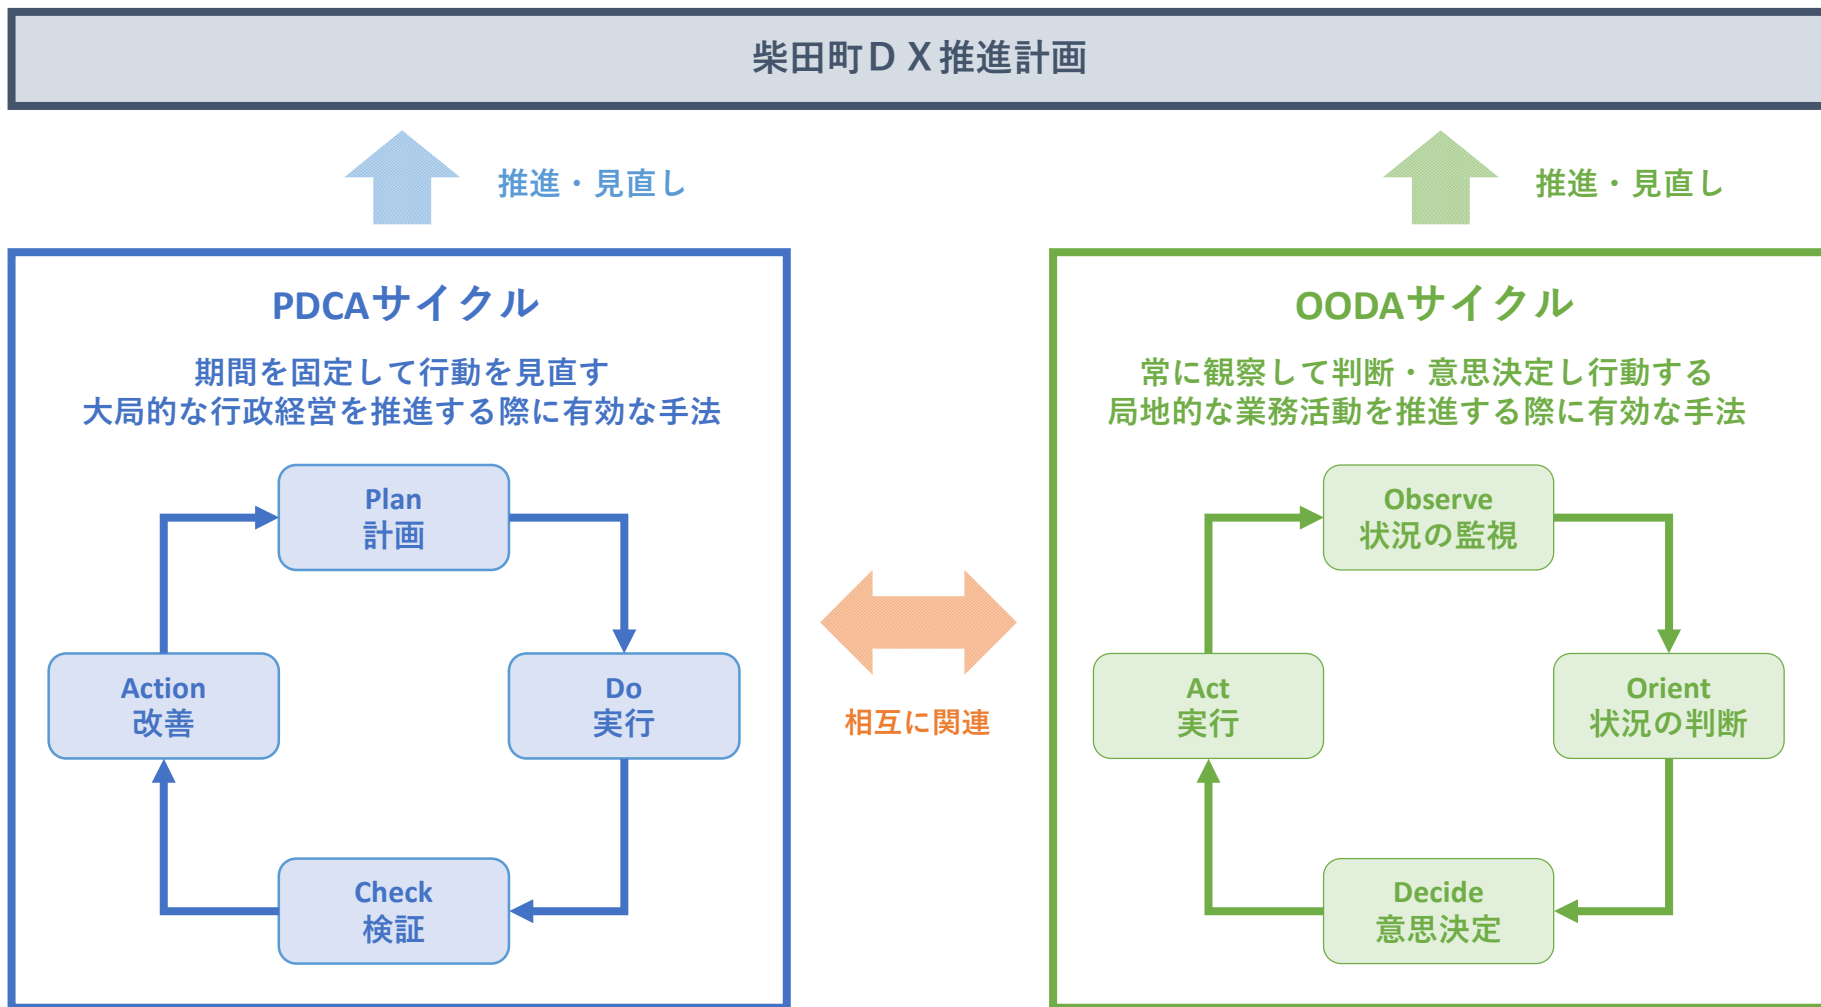 柴田町ＤＸ推進計画
推進・見直し
推進・見直し
PDCAサイクル
期間を固定して行動を見直す
大局的な行政経営を推進する際に有効な手法
Plan
計画
Action
改善
Do
実行
Check
検証
相互に関連
OODAサイクル
常に観察して判断・意思決定し行動する
局地的な業務活動を推進する際に有効な手法
Observe
状況の監視
Act
実行
Orient
状況の判断
Decide
意思決定